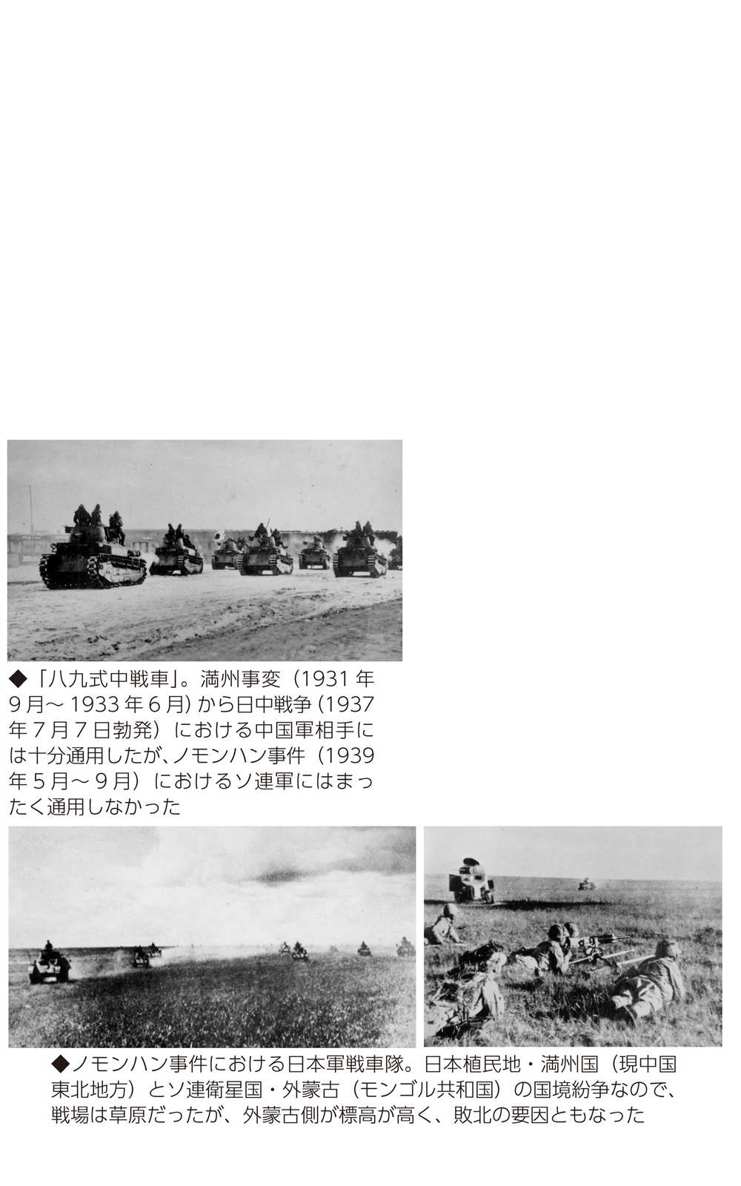 ◆「八九式中戦車」。満州事変（1931年
9月～1933年6月）から日中戦争（1937
年7月7日勃発）における中国軍相手に
は十分通用したが、ノモンハン事件（1939
年5月～9月）におけるソ連軍にはまっ
たく通用しなかった
◆ノモンハン事件における日本軍戦車隊。日本植民地・満州国（現中国
東北地方）とソ連衛星国・外蒙古（モンゴル共和国）の国境紛争なので、
戦場は草原だったが、外蒙古側が標高が高く、敗北の要因ともなった